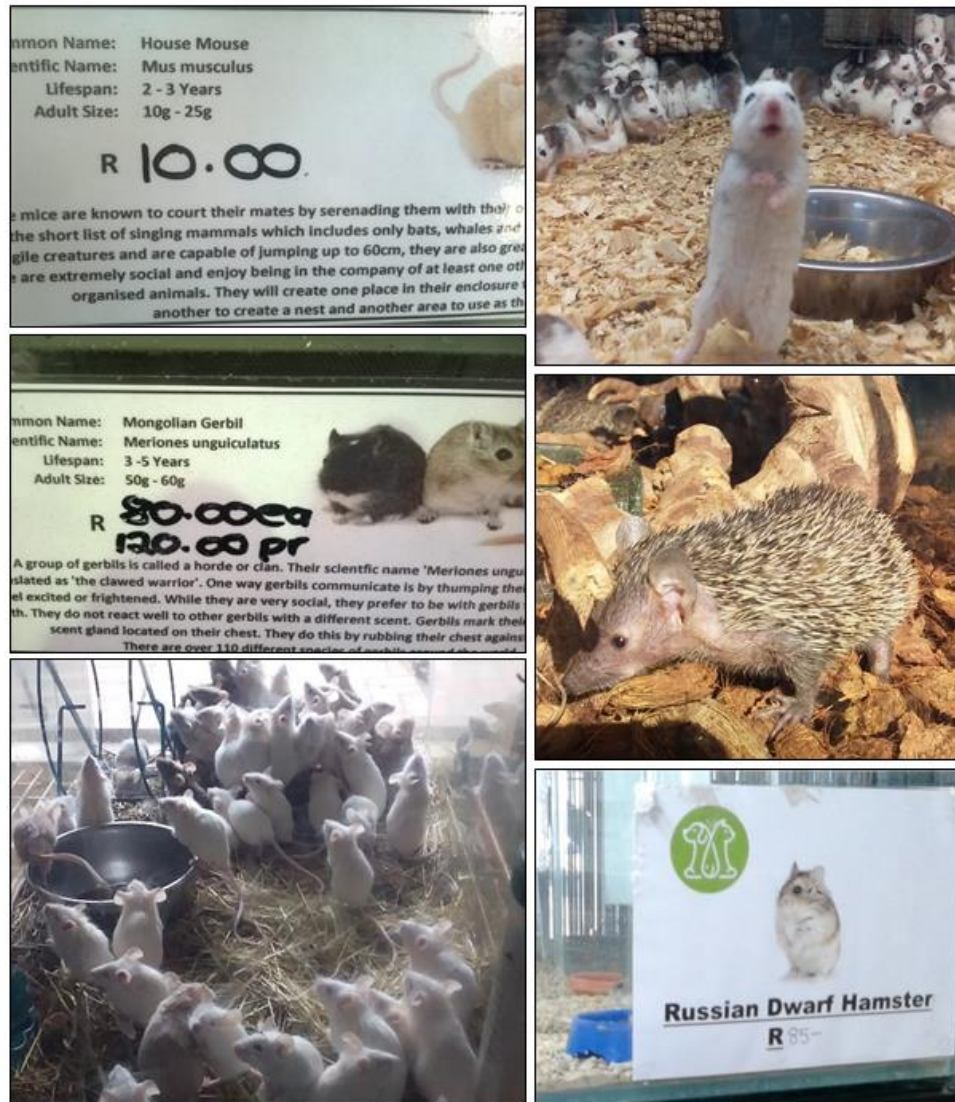 mmon Name: House Mouse
entific Name: Mus musculus
Lifespan: 2 - 3 Years
Adult Size: 10g - 25g
R 10.00
mice are known to court their mates by serenading them with their o
the short list of singing mammals which includes only bats, whales and
gile creatures and are capable of jumping up to 60cm, they are also grea
are extremely social and enjoy being in the company of at least one oth
organised animals. They will create one place in their enclosure
another to create a nest and another area to use as th
mmon Name: Mongolian Gerbil
entific Name: Meriones unguiculatus
Lifespan: 3 -5 Years
Adult Size: 50g - 60g
R 80.00ea
120.00 pr
A group of gerbils is called a horde or clan. Their scientfic name 'Meriones ungui
slated as 'the clawed warrior'. One way gerbils communicate is by thumping thei
el excited or frightened. While they are very social, they prefer to be with gerbils
th. They do not react well to other gerbils with a different scent. Gerbils mark their
scent gland located on their chest. They do this by rubbing their chest against
There are over 110 different species of gerbils around the world
Russian Dwarf Hamster
R 85-